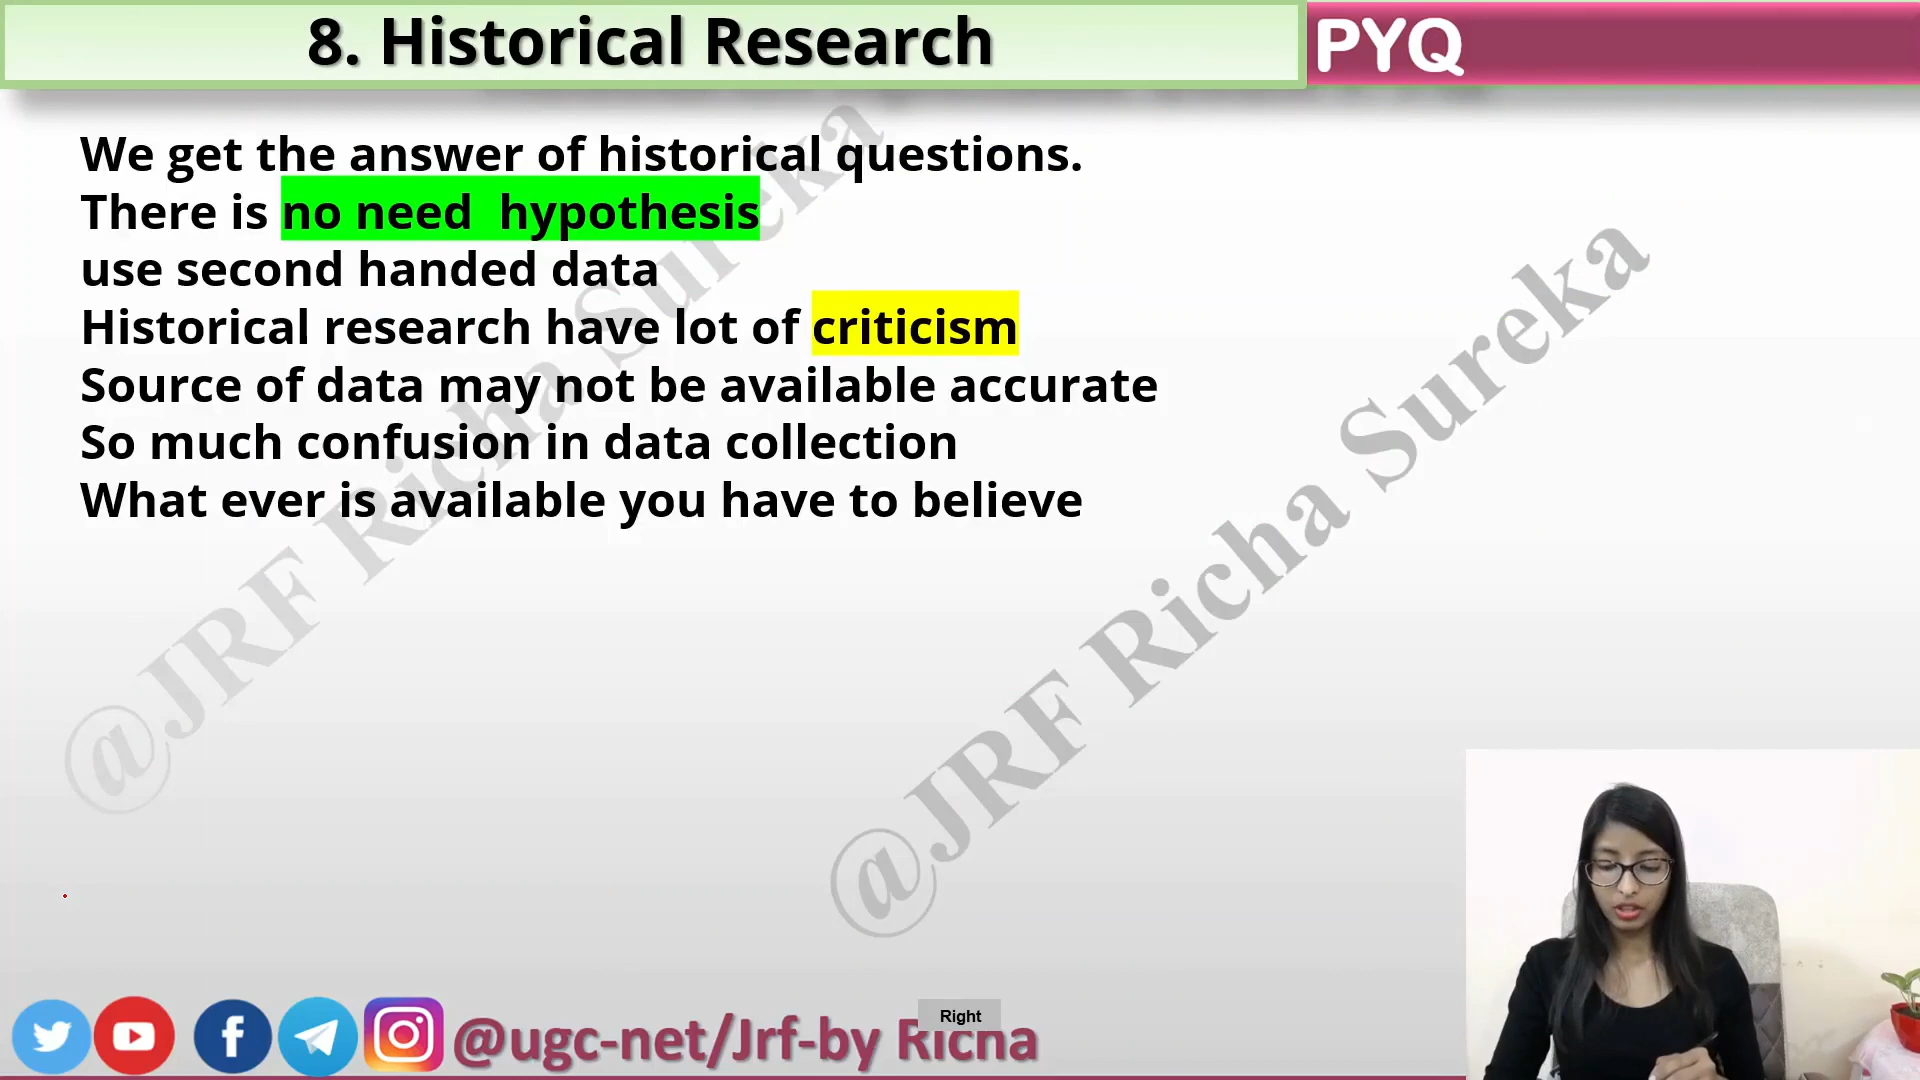 8. Historical Research
PYQ
We get the answer of historical questions.
There is no need hypothesis
use second handed data
Historical research have lot of criticism
Source of data may not be available accurate
So much confusion in data collection
What ever is available you have to believe
@JRF Richa Sureka
@JRF Richa Sureka
Right
@ugc-net/Jrf-by Richa